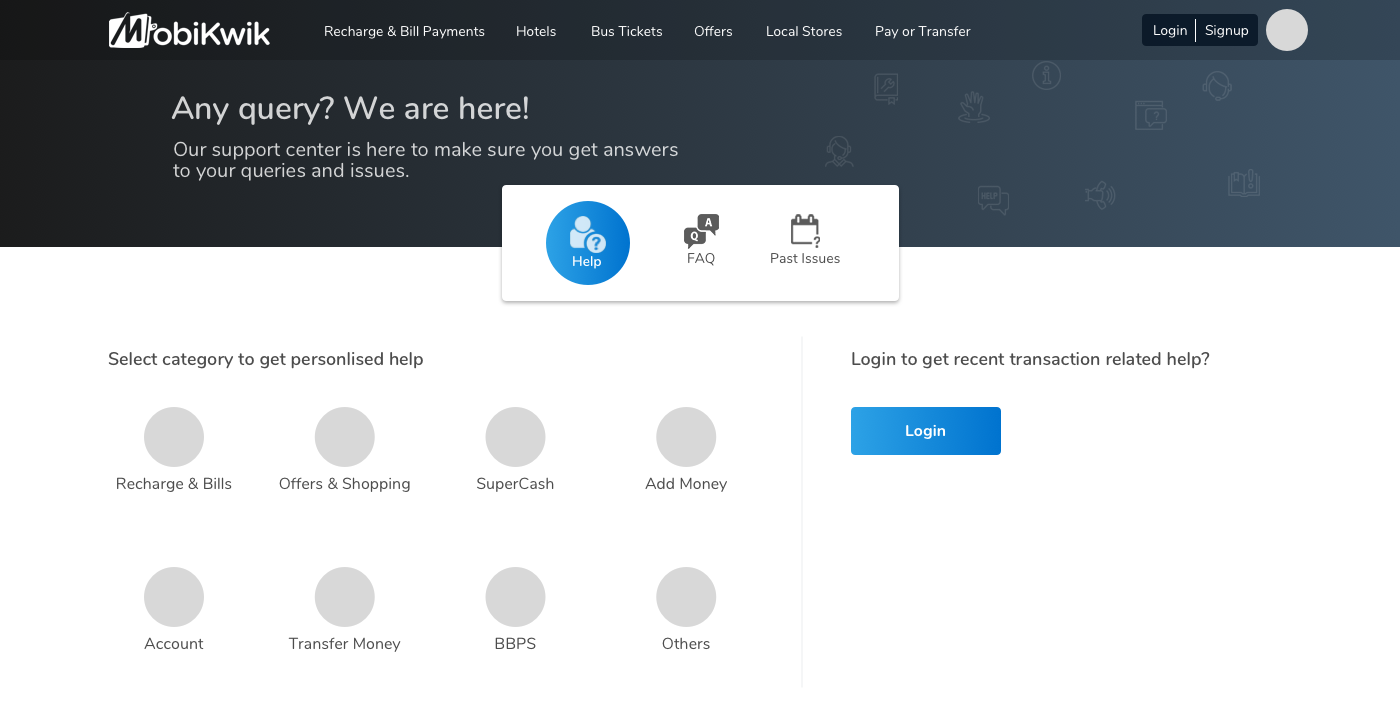 MobiKwik
Recharge & Bill Payments
Hotels
Bus Tickets
Offers
Local Stores
Pay or Transfer
Login
Signup
Any query? We are here!
Our support center is here to make sure you get answers
to your queries and issues.
HELP
Q
A
Help
FAQ
Past Issues
Select category to get personlised help
Login to get recent transaction related help?
Login
Recharge & Bills
Offers & Shopping
SuperCash
Add Money
Account
Transfer Money
BBPS
Others